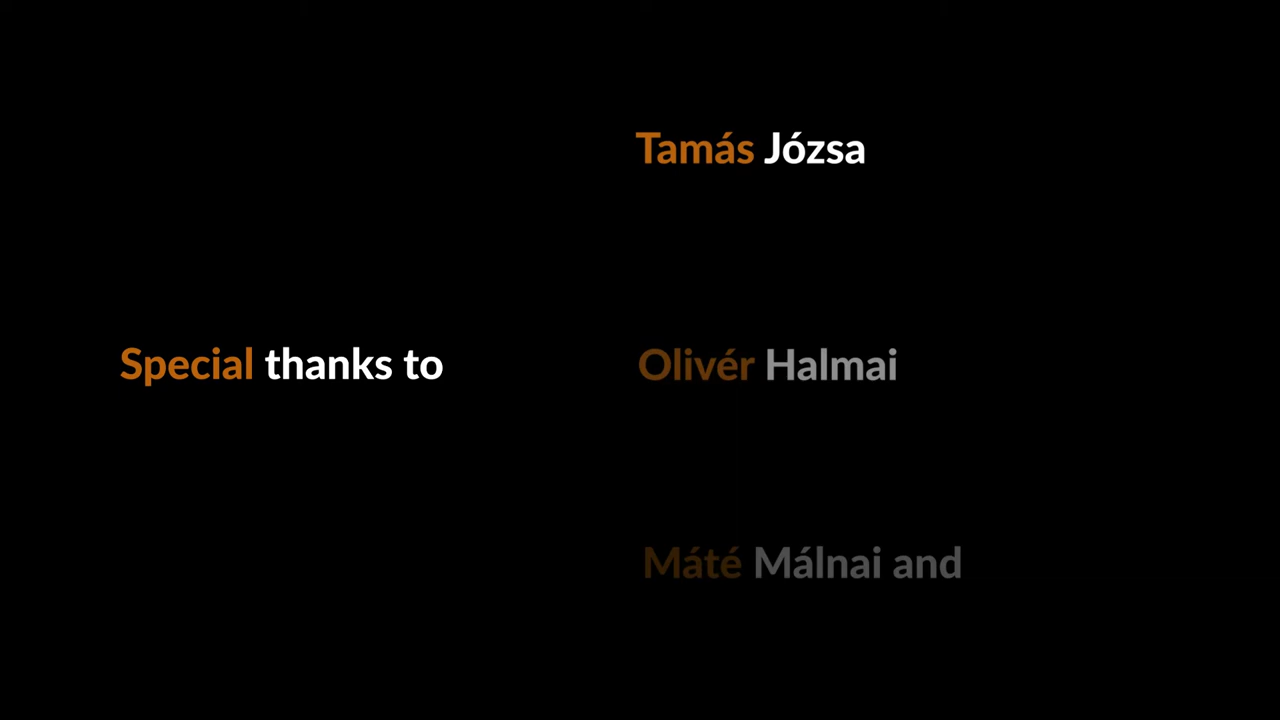 Special thanks to
Tamás Józsa
Olivér Halmai
Máté Málnai and